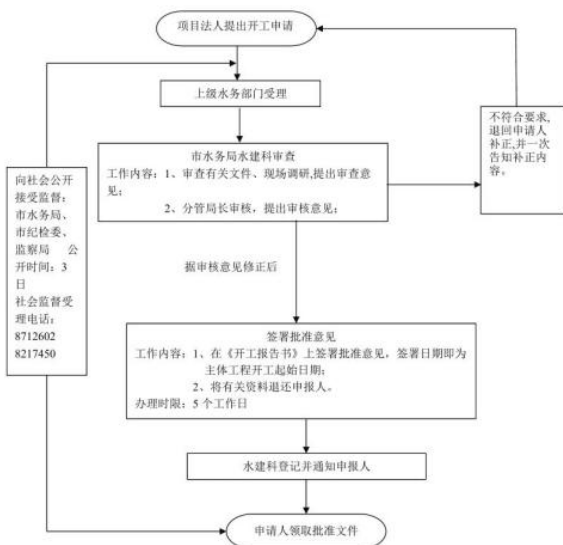 项目法人提出开工申请
上级水务部门受理
市水务局水建科审查
工作内容：1、审查有关文件、现场调研,提出审查意
见；
2、分管局长审核，提出审核意见；
不符合要求,
退回申请人
补正,并一次
告知补正内
容。
向社会公开
接受监督：
市水务局、
市纪检委、
监察局 公
开时间：3
日
社会监督受
理电话：
8712602
8217450
据审核意见修正后
签署批准意见
工作内容：1、在《开工报告书》上签署批准意见，签署日期即为
主体工程开工起始日期；
2、将有关资料退还申报人。
办理时限：5 个工作日
水建科登记并通知申报人
申请人领取批准文件